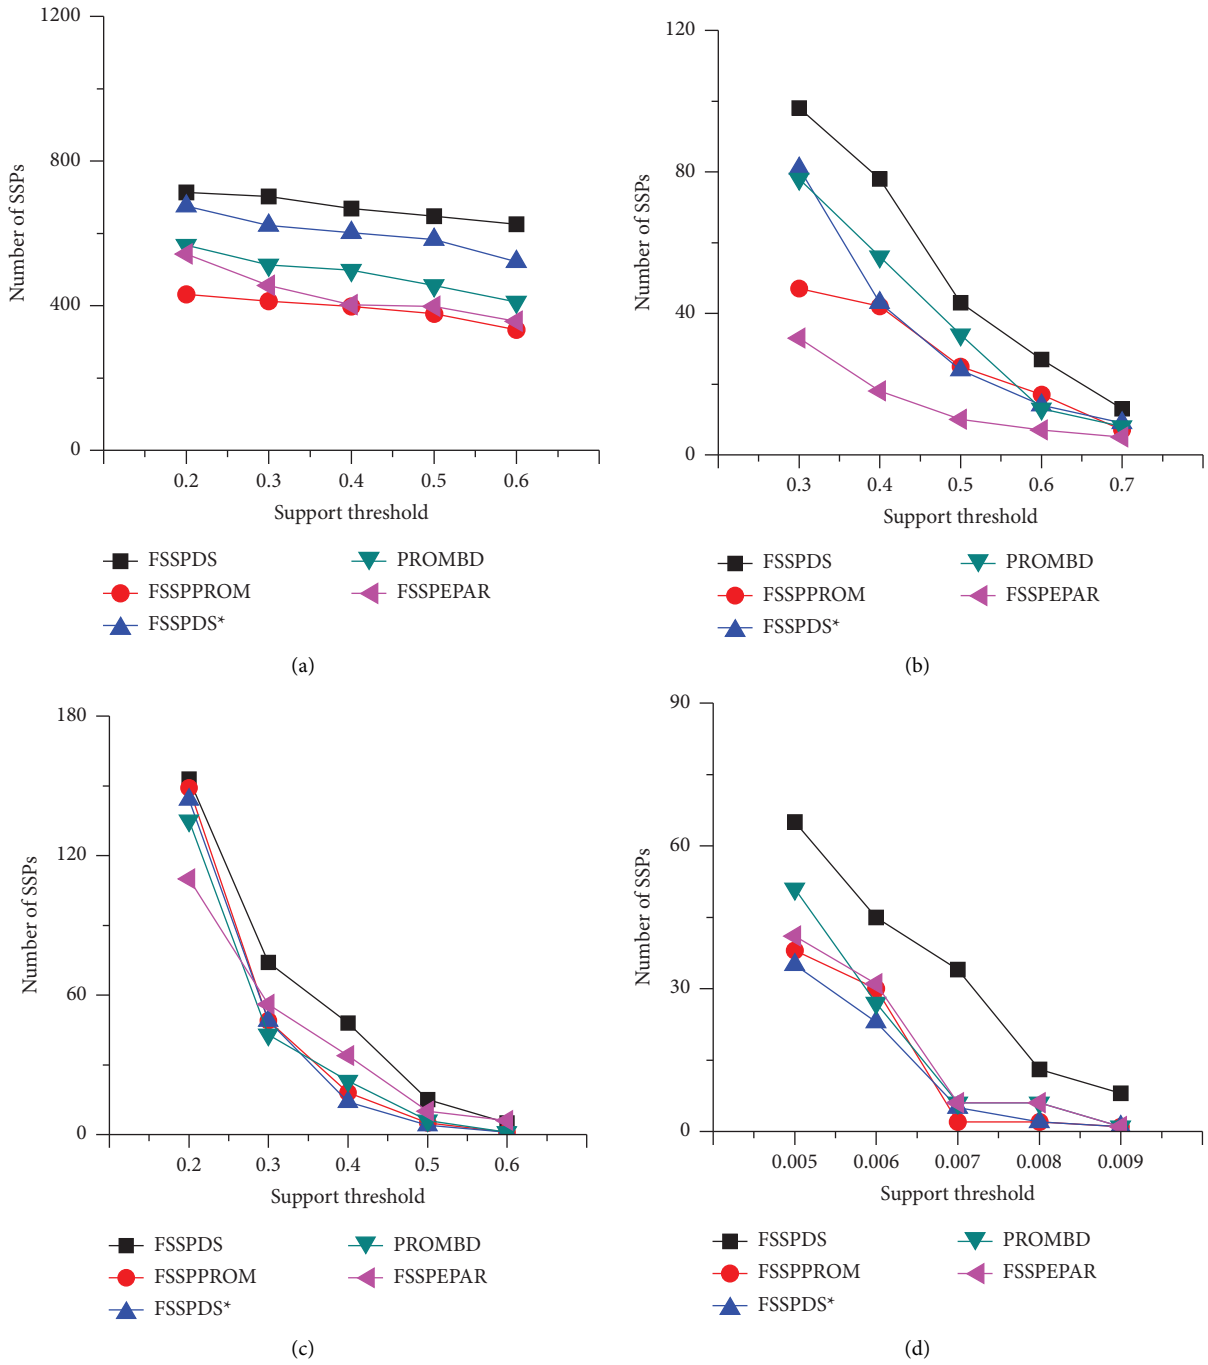 1200
800
400
0
Number of SSPs
0.2 0.3 0.4 0.5 0.6
Support threshold
FSSPDS PROMBD
FSSPPROM FSSPEPAR
FSSPDS*
(a)
120
80
40
0
Number of SSPs
0.3 0.4 0.5 0.6 0.7
Support threshold
FSSPDS PROMBD
FSSPPROM FSSPEPAR
FSSPDS*
(b)
180
120
60
0
Number of SSPs
0.2 0.3 0.4 0.5 0.6
Support threshold
FSSPDS PROMBD
FSSPPROM FSSPEPAR
FSSPDS*
(c)
90
60
30
0
Number of SSPs
0.005 0.006 0.007 0.008 0.009
Support threshold
FSSPDS PROMBD
FSSPPROM FSSPEPAR
FSSPDS*
(d)